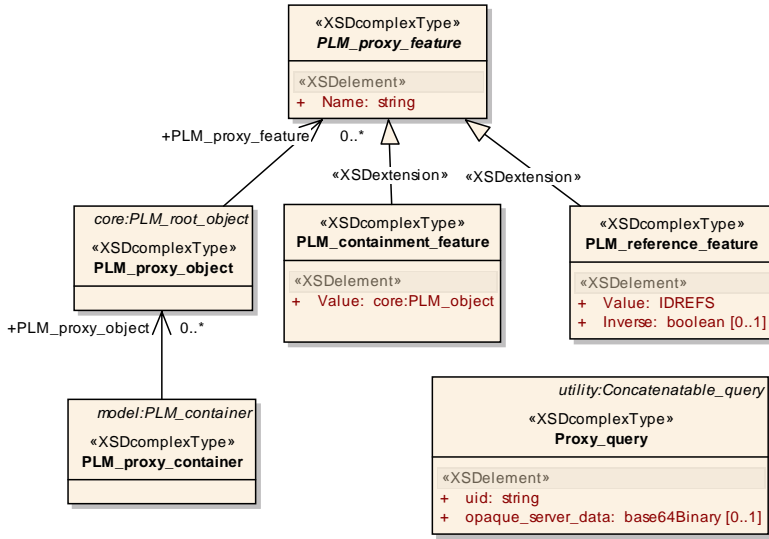 «XSDcomplexType»
PLM_proxy_feature
«XSDelement»
+ Name: string
+PLM_proxy_feature
0..*
«XSDextension»
«XSDextension»
core:PLM_root_object
«XSDcomplexType»
PLM_proxy_object
«XSDcomplexType»
PLM_containment_feature
«XSDelement»
+ Value: core:PLM_object
«XSDcomplexType»
PLM_reference_feature
«XSDelement»
+ Value: IDREFS
+ Inverse: boolean [0..1]
+PLM_proxy_object
0..*
model:PLM_container
«XSDcomplexType»
PLM_proxy_container
utility:Concatenatable_query
«XSDcomplexType»
Proxy_query
«XSDelement»
+ uid: string
+ opaque_server_data: base64Binary [0..1]